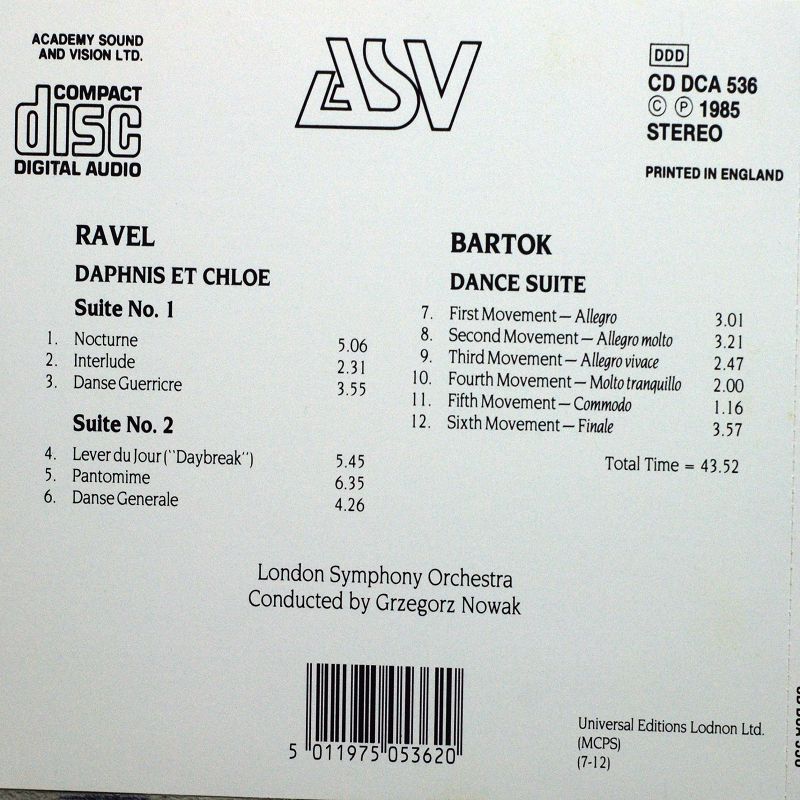 ACADEMY SOUND
AND VISION LTD.
COMPACT
disc
DIGITAL AUDIO
ASV
DDD
CD DCA 536
© ℗ 1985
STEREO
PRINTED IN ENGLAND
RAVEL
DAPHNIS ET CHLOE
Suite No. 1
1. Nocturne 5.06
2. Interlude 2.31
3. Danse Guerricre 3.55
Suite No. 2
4. Lever du Jour (''Daybreak'') 5.45
5. Pantomime 6.35
6. Danse Generale 4.26
BARTOK
DANCE SUITE
7. First Movement – Allegro 3.01
8. Second Movement – Allegro molto 3.21
9. Third Movement – Allegro vivace 2.47
10. Fourth Movement – Molto tranquillo 2.00
11. Fifth Movement – Commodo 1.16
12. Sixth Movement – Finale 3.57
Total Time = 43.52
London Symphony Orchestra
Conducted by Grzegorz Nowak
5 011975 053620
Universal Editions Lodnon Ltd.
(MCPS)
(7-12)